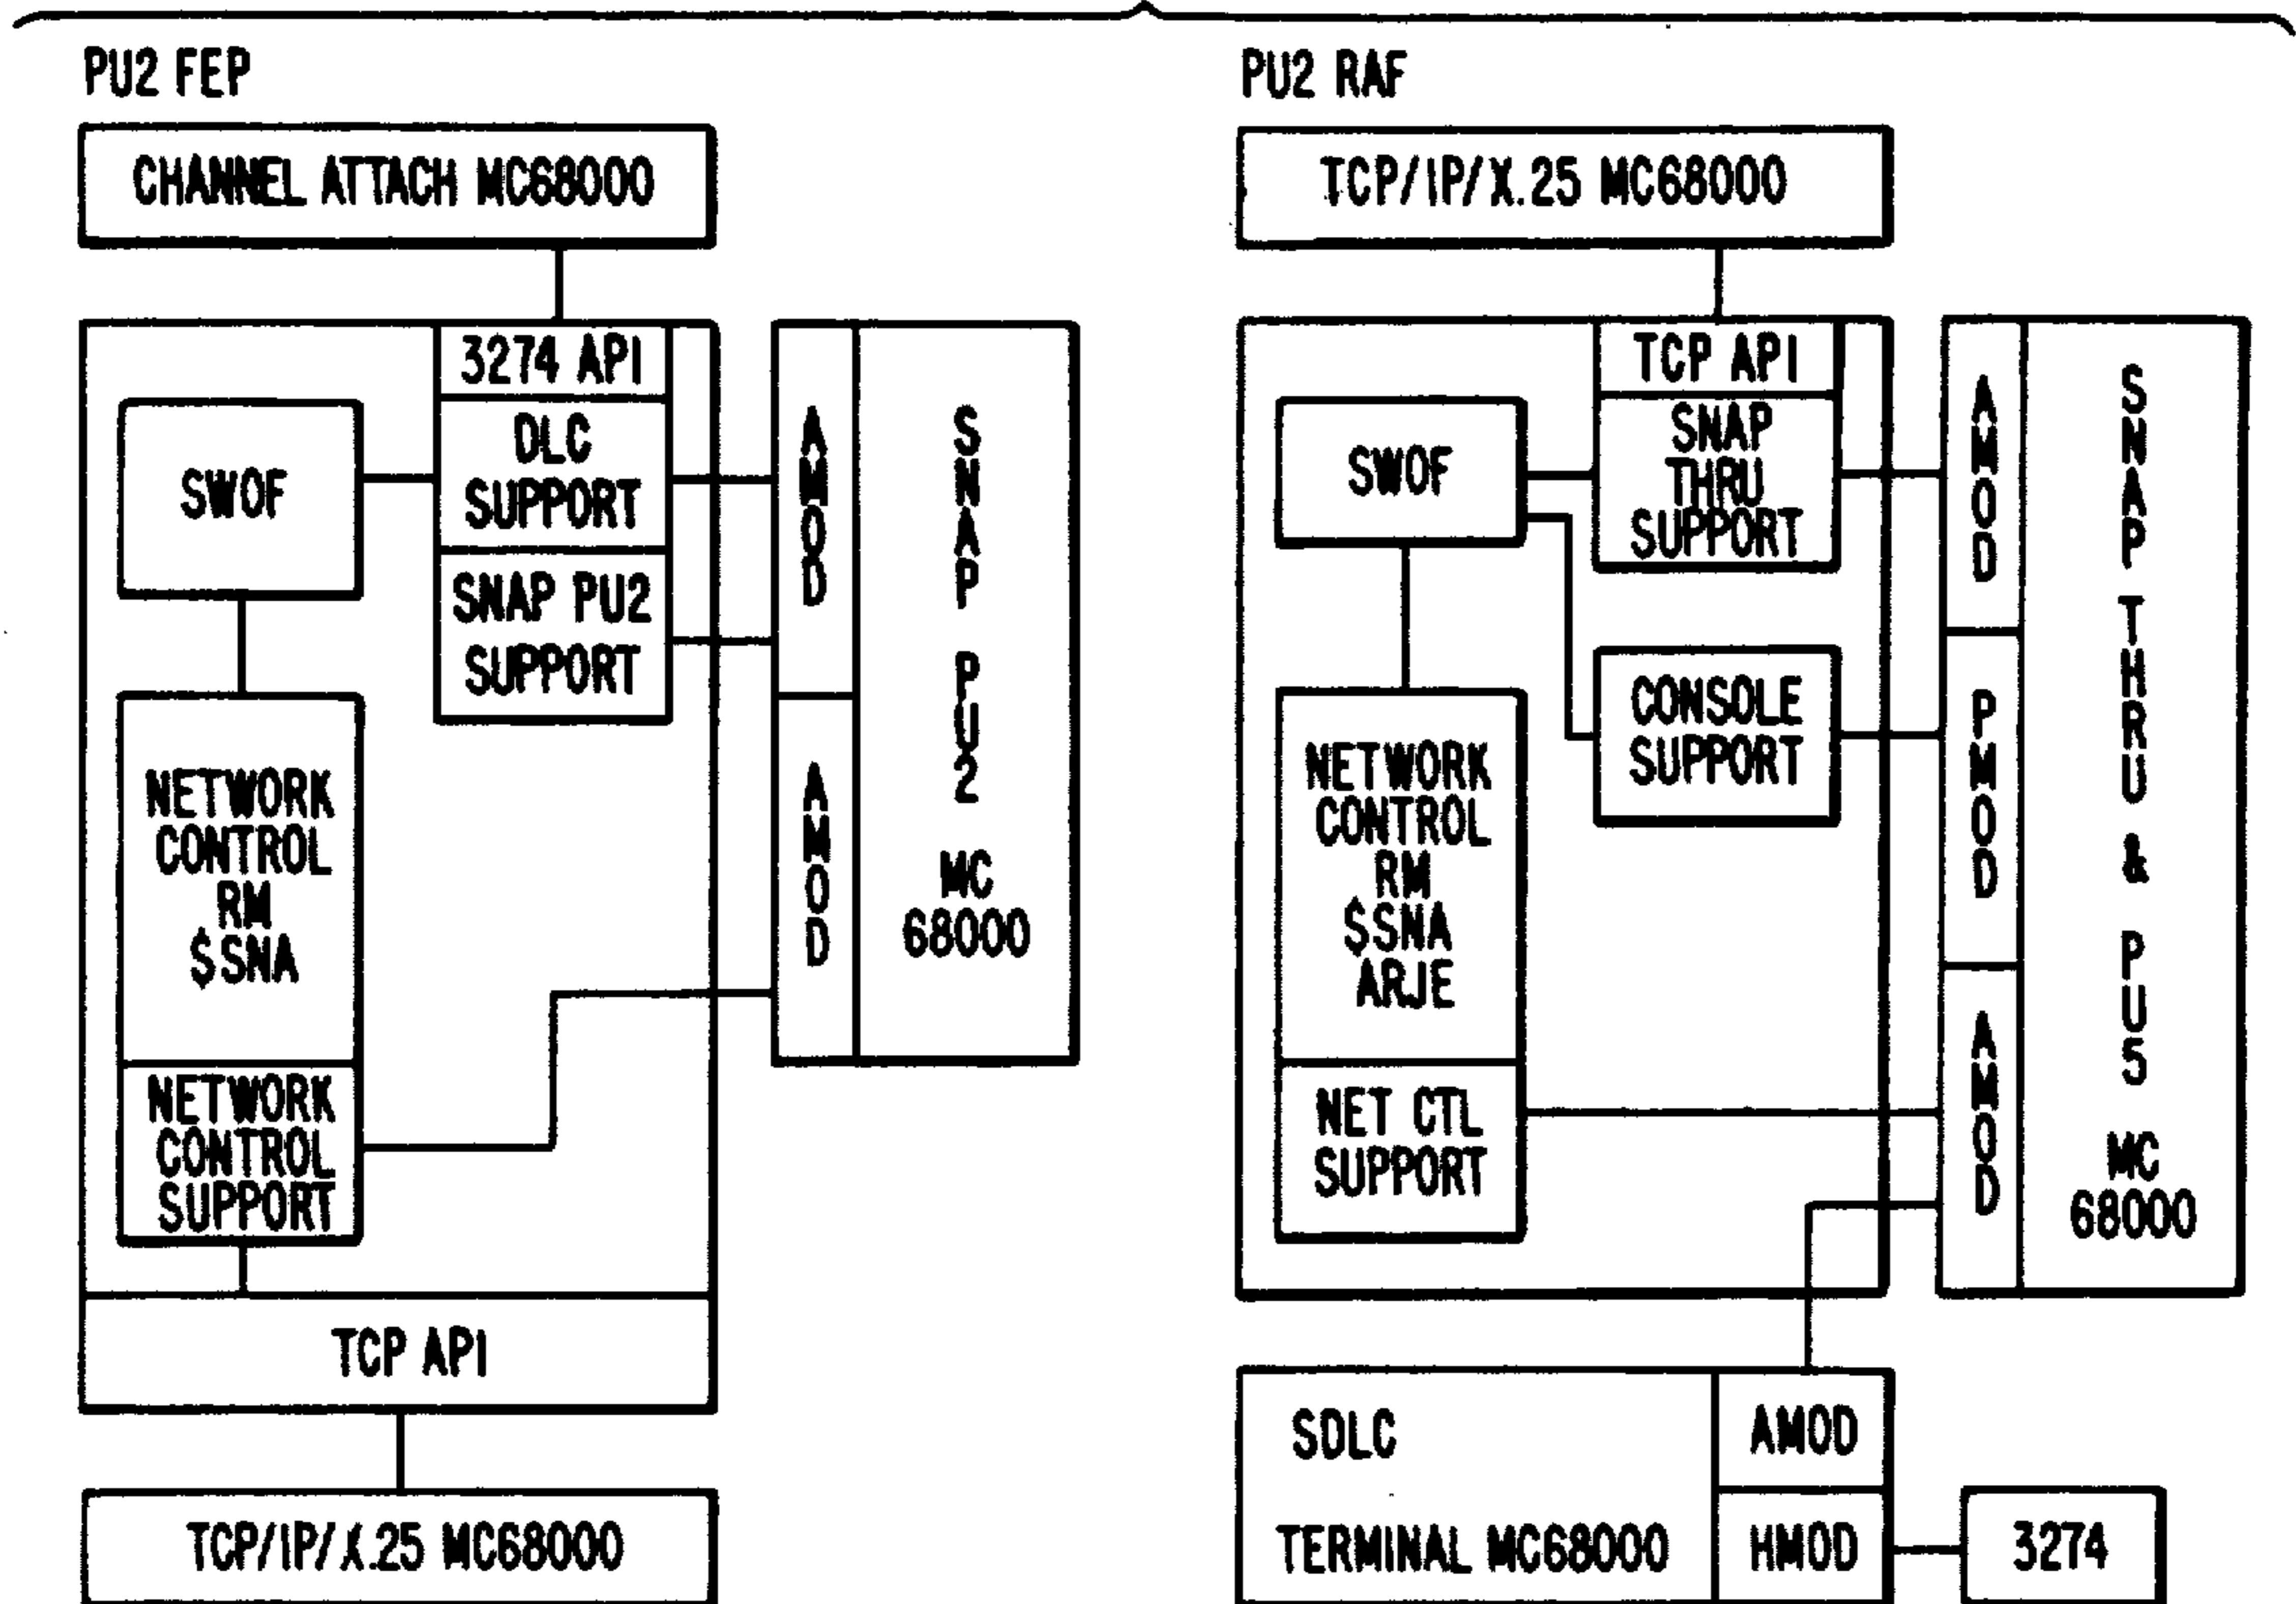 PU2 FEP
CHANNEL ATTACH MC68000
3274 API
DLC
SUPPORT
SNAP PU2
SUPPORT
SWOF
NETWORK
CONTROL
RM
$SNA
NETWORK
CONTROL
SUPPORT
TCP API
TCP/IP/X.25 MC68000
AMOD
AMOD
SNAP PU2
MC
68000
PU2 RAF
TCP/IP/X.25 MC68000
TCP API
SNAP
THRU
SUPPORT
SWOF
CONSOLE
SUPPORT
NETWORK
CONTROL
RM
$SNA
ARJE
NET CTL
SUPPORT
AMOD
PMOD
AMOD
SNAP THRU & PU5
MC
68000
SDLC
TERMINAL MC68000
AMOD
HMOD
3274